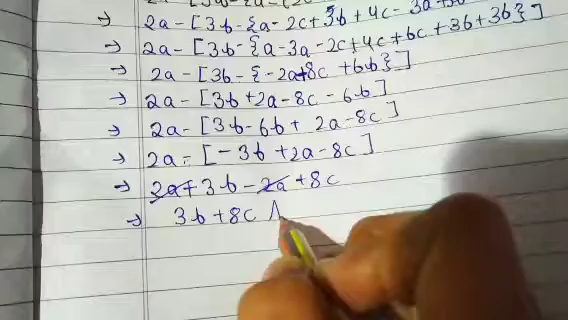 → 2a-[3b-{a-2c+3b+4c-3a+3b
→ 2a-[3b-{a-3a-2c+4c+6c+3b+3b}]
→ 2a-[3b-{-2a+8c+6b}]
→ 2a-[3b+2a-8c-6b]
→ 2a-[3b-6b+2a-8c]
→ 2a-[-3b+2a-8c]
→ 2a+3b-2a+8c
→ 3b+8c A